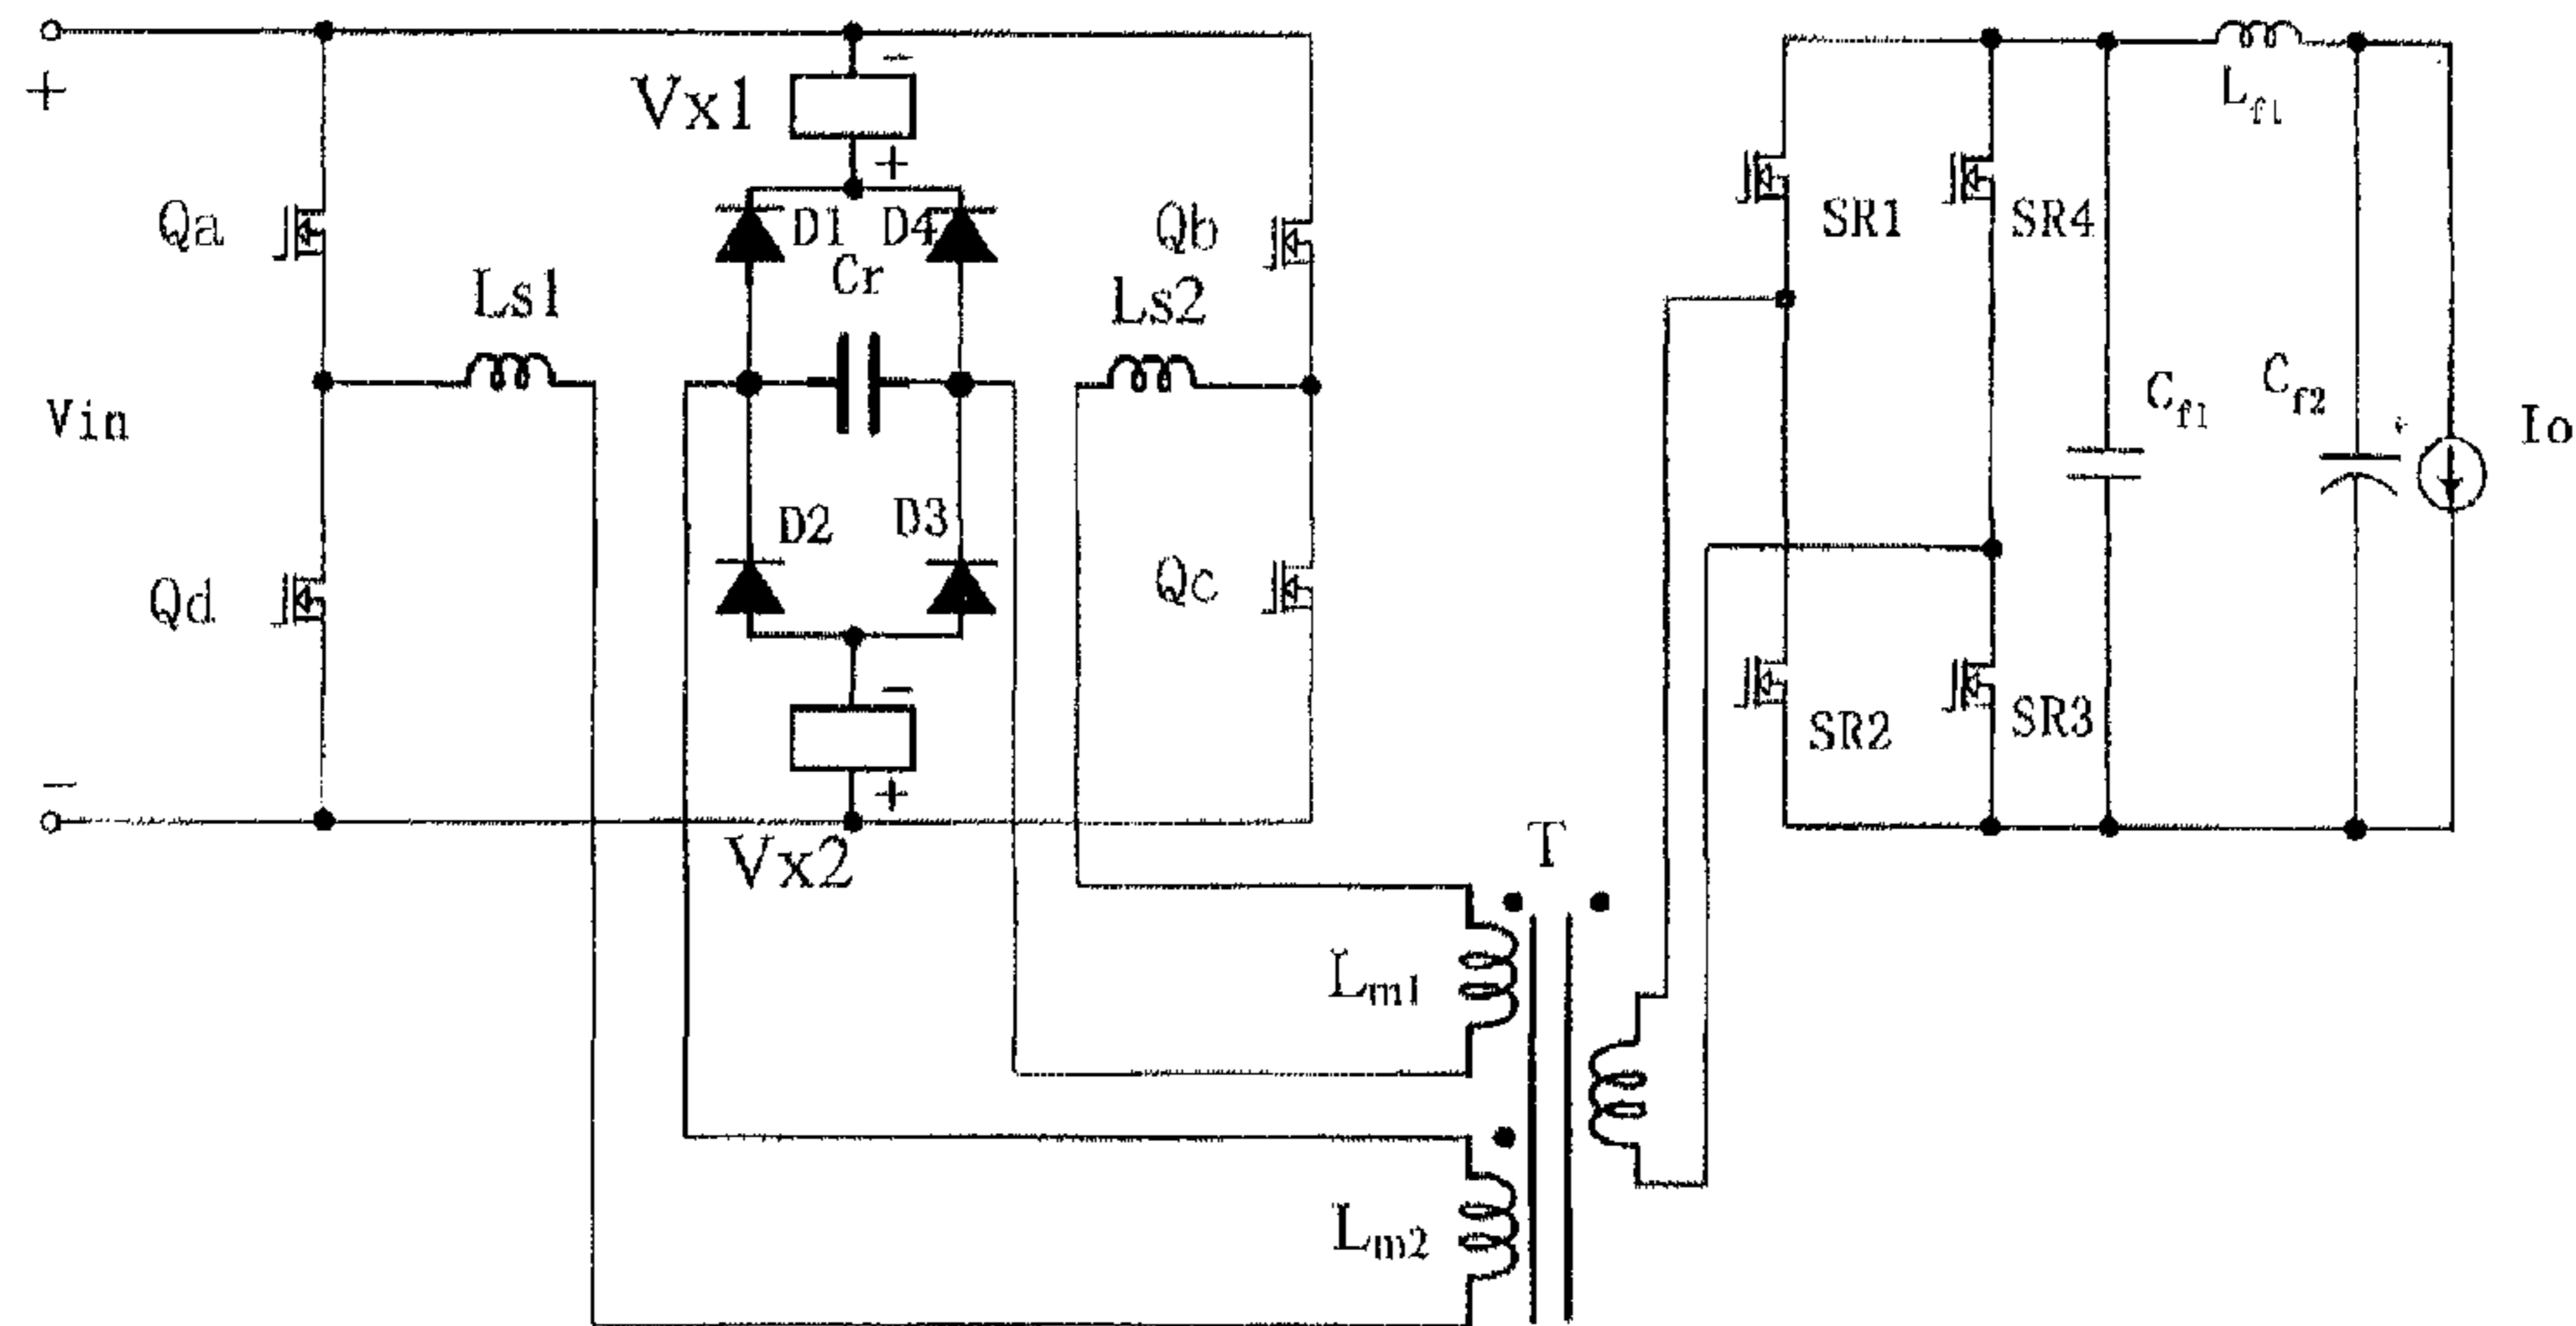 +
Vin
−
Qa
Qd
Ls1
Vx1
−
+
D1
D4
Cr
D2
D3
−
+
Vx2
Qb
Ls2
Qc
T
Lm1
Lm2
SR1
SR4
SR2
SR3
Lf1
Cf1
Cf2
+
Io